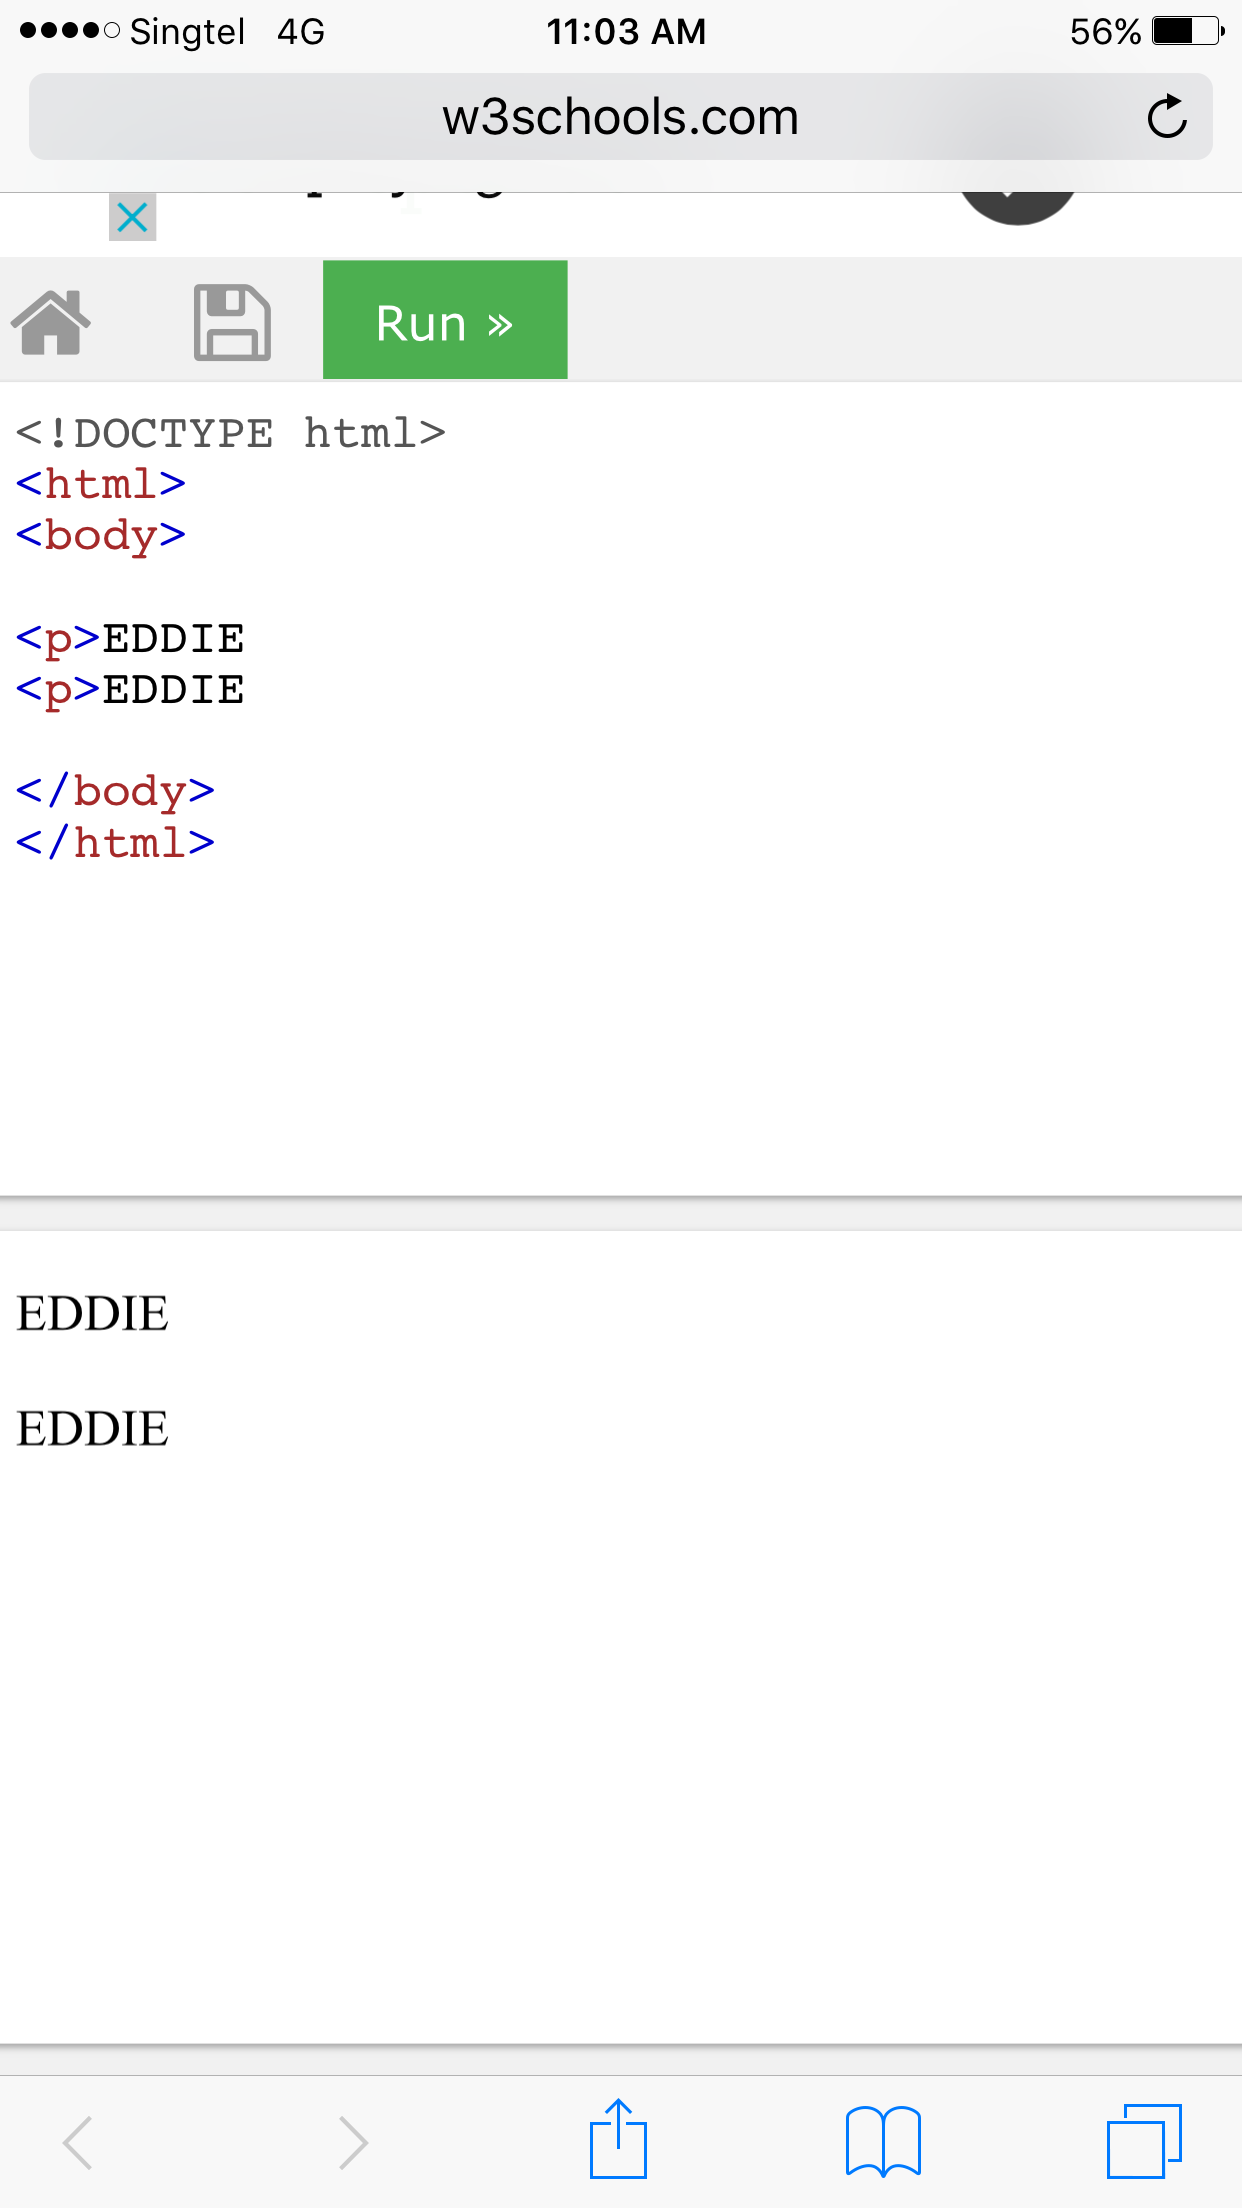 Singtel 4G 11:03 AM 56%
w3schools.com
Run »
<!DOCTYPE html>
<html>
<body>
<p>EDDIE
<p>EDDIE
</body>
</html>
EDDIE
EDDIE